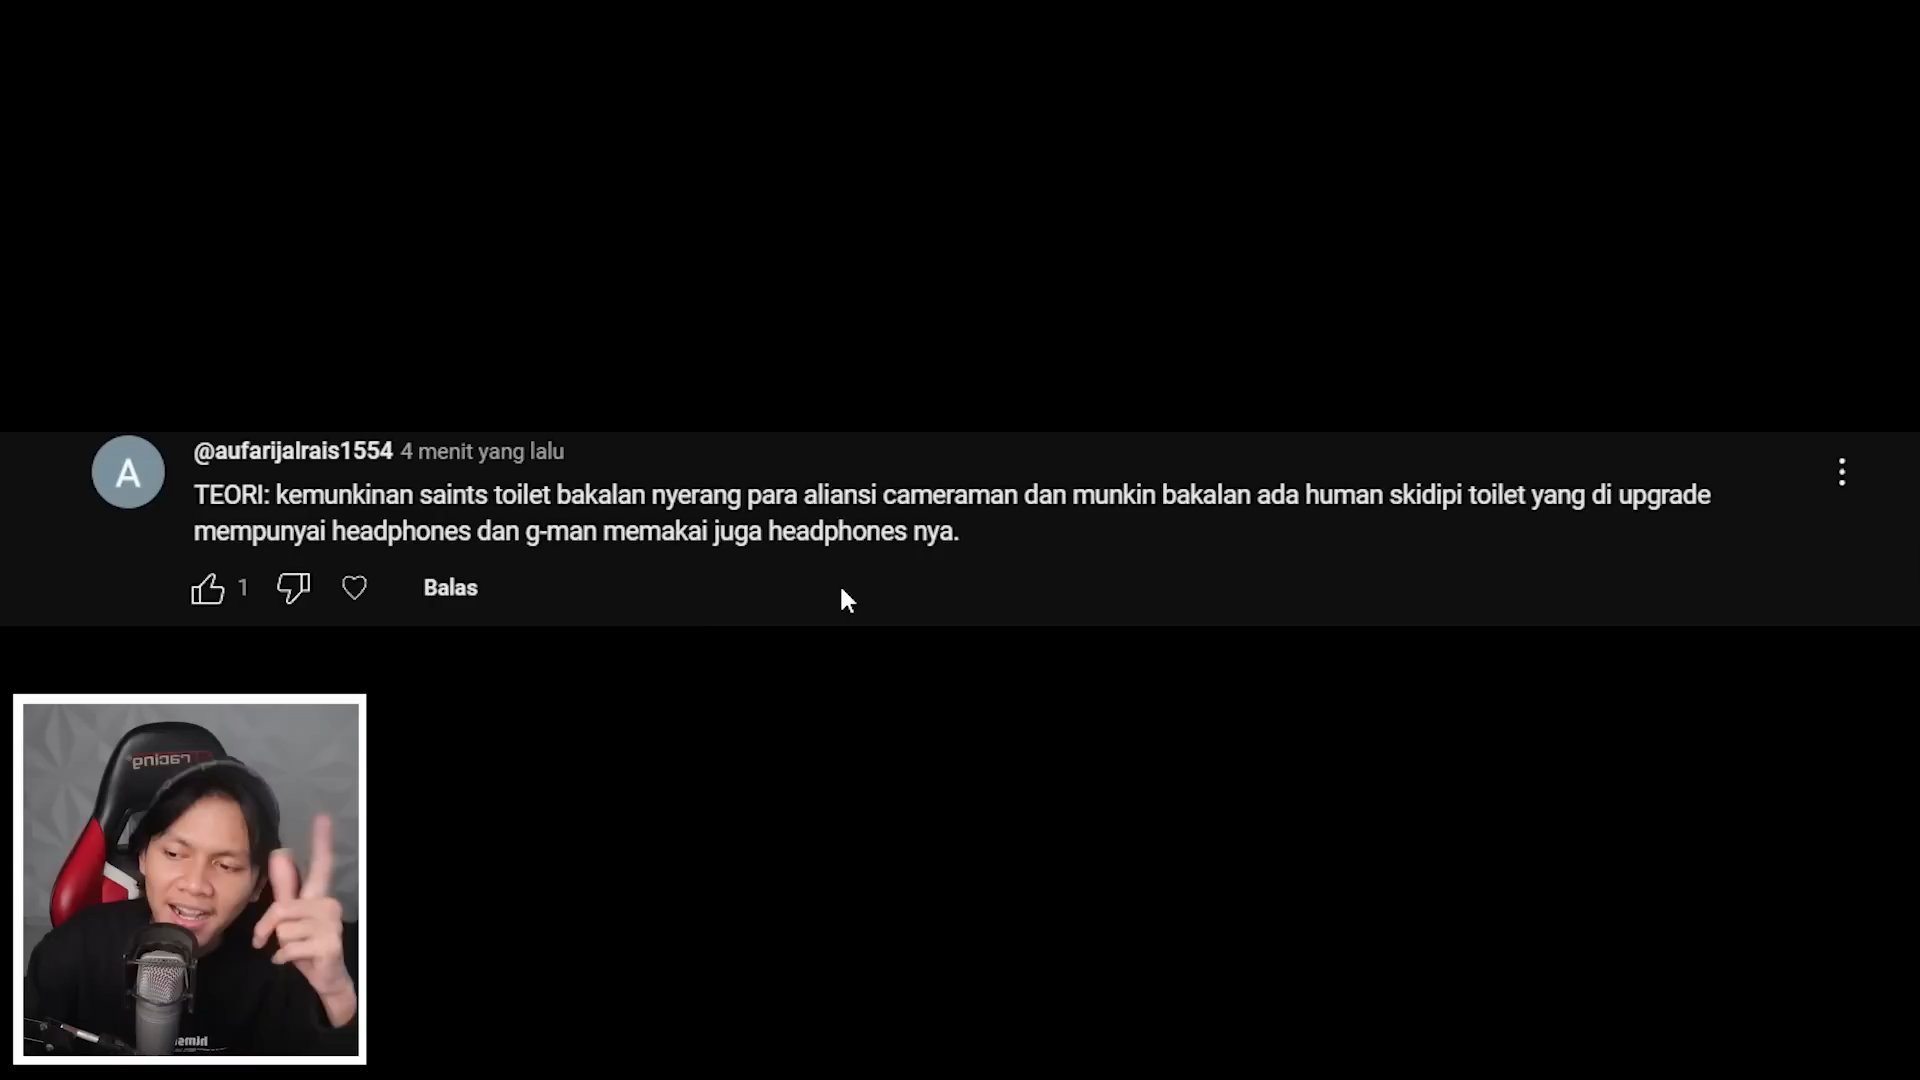 @aufarijalrais1554 4 menit yang lalu
TEORI: kemunkinan saints toilet bakalan nyerang para aliansi cameraman dan munkin bakalan ada human skidipi toilet yang di upgrade
mempunyai headphones dan g-man memakai juga headphones nya.
1 Balas
A
racing